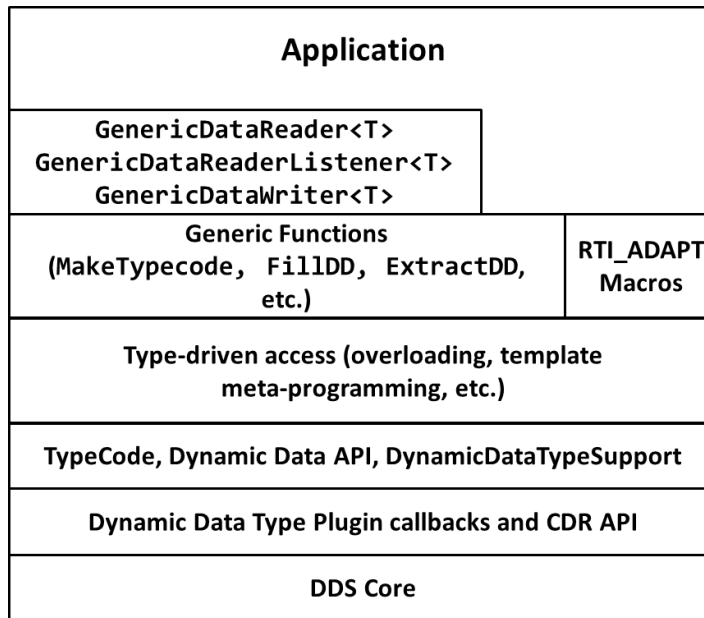 Application
GenericDataReader<T>
GenericDataReaderListener<T>
GenericDataWriter<T>
Generic Functions
(MakeTypecode, FillDD, ExtractDD,
etc.)
RTI_ADAPT
Macros
Type-driven access (overloading, template
meta-programming, etc.)
TypeCode, Dynamic Data API, DynamicDataTypeSupport
Dynamic Data Type Plugin callbacks and CDR API
DDS Core